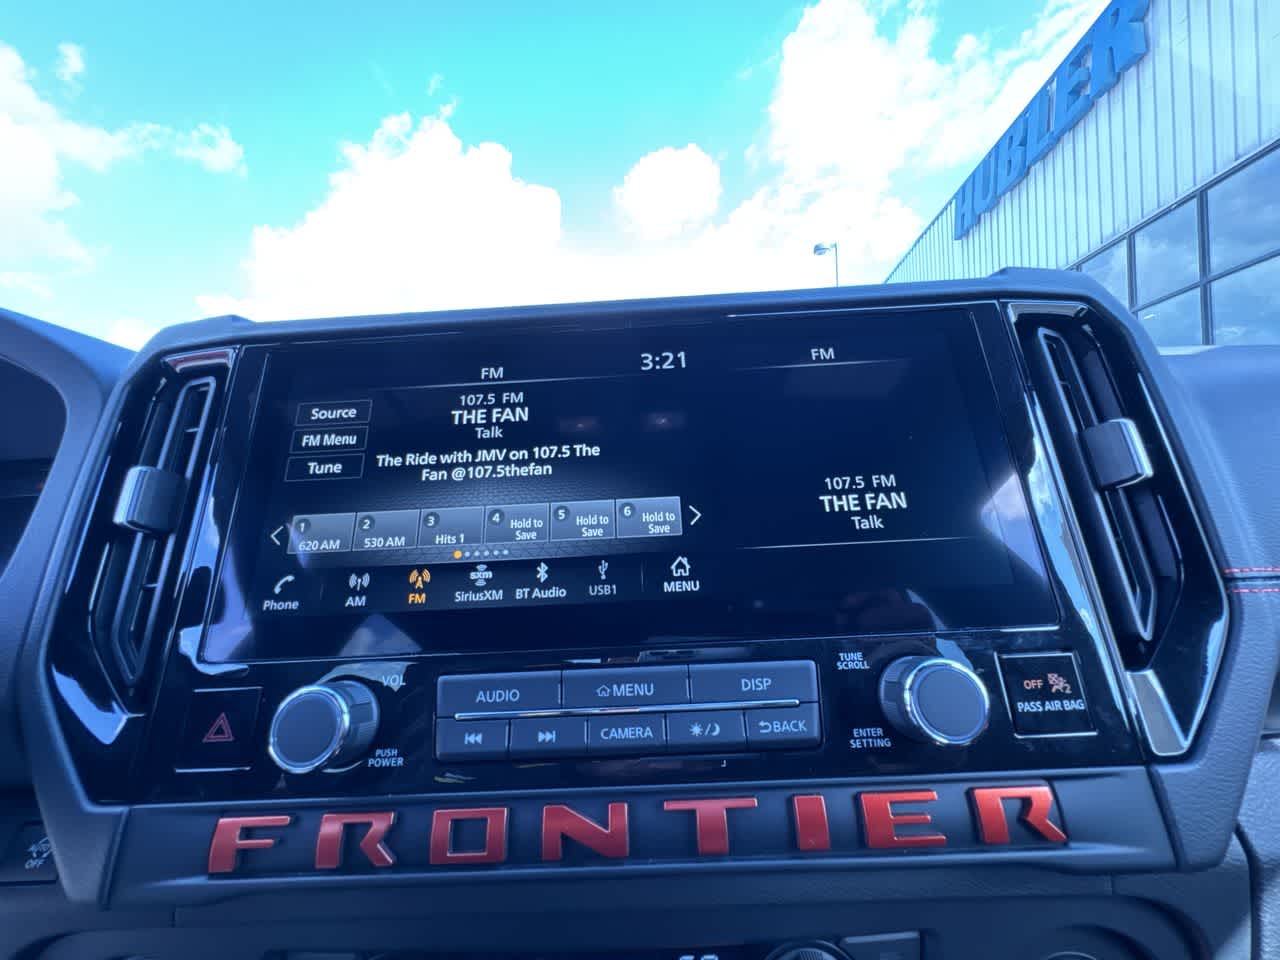 HUBLER
FM
3:21
FM
Source
FM Menu
Tune
107.5 FM
THE FAN
Talk
The Ride with JMV on 107.5 The
Fan @107.5thefan
107.5 FM
THE FAN
Talk
1
620 AM
2
530 AM
3
Hits 1
4
Hold to
Save
5
Hold to
Save
6
Hold to
Save
Phone
AM
FM
sxm
SiriusXM
BT Audio
USB1
MENU
VOL
PUSH
POWER
AUDIO
MENU
DISP
CAMERA
BACK
TUNE
SCROLL
ENTER
SETTING
OFF
2
PASS AIR BAG
FRONTIER
AUTO
OFF